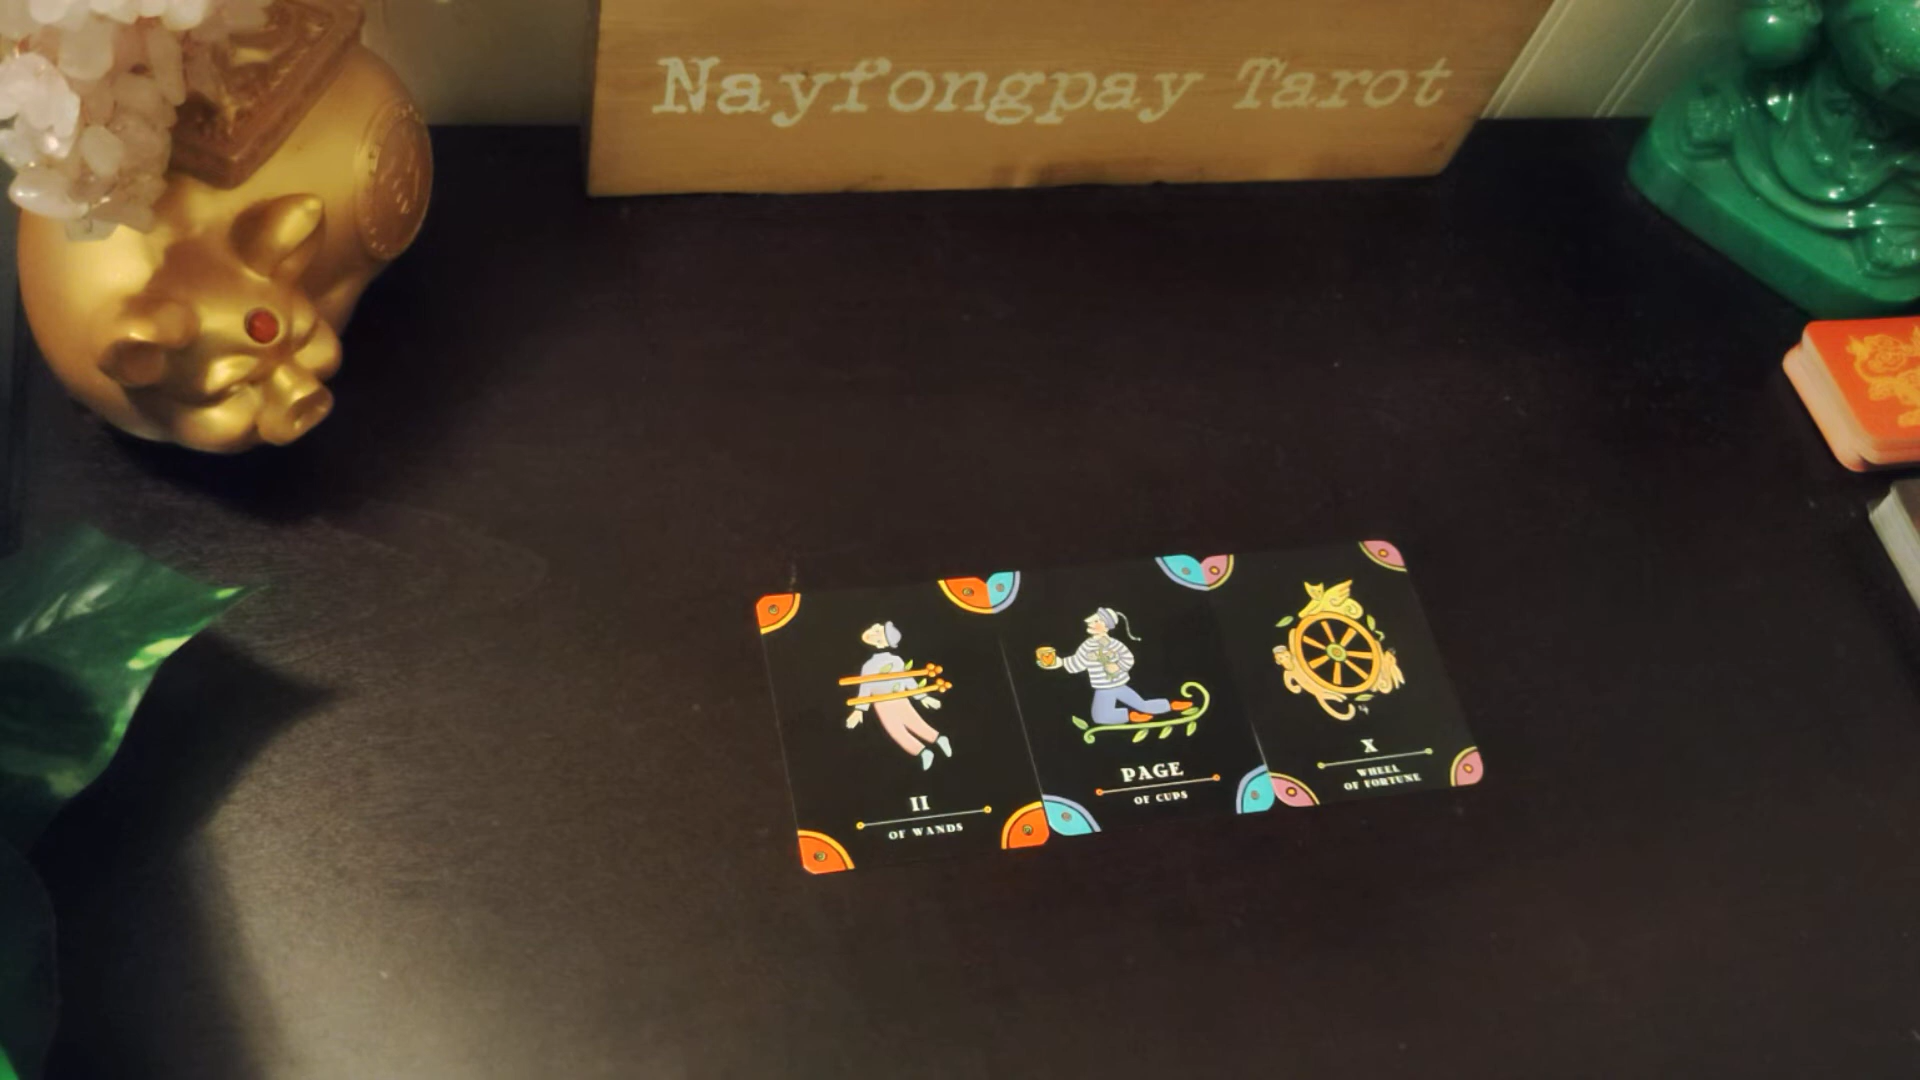 Nayfongpay Tarot
II
OF WANDS
PAGE
OF CUPS
X
WHEEL
OF FORTUNE